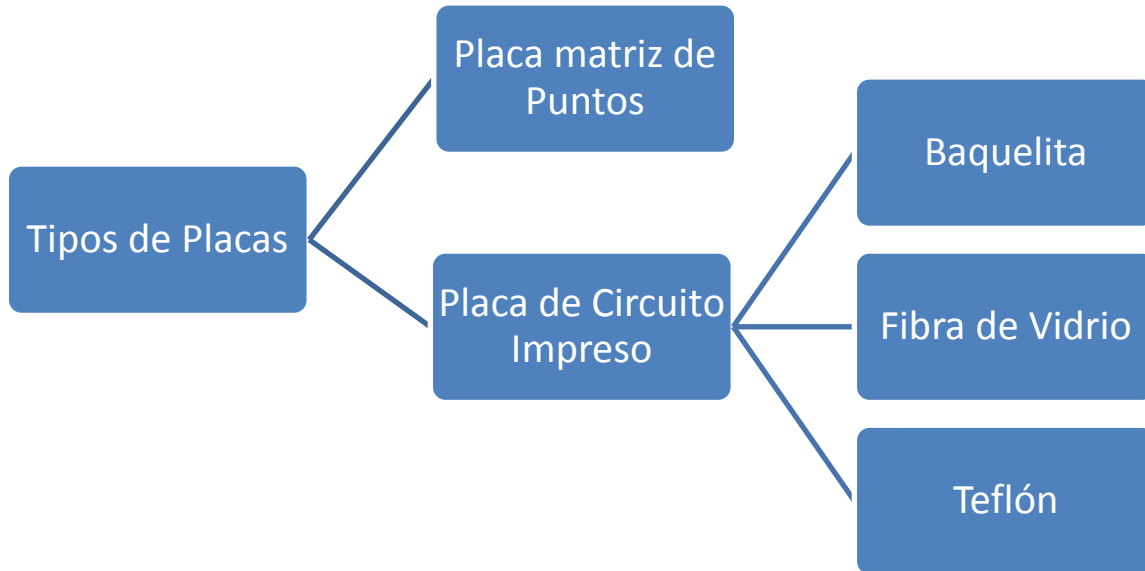 Tipos de Placas
Placa matriz de
Puntos
Placa de Circuito
Impreso
Baquelita
Fibra de Vidrio
Teflón